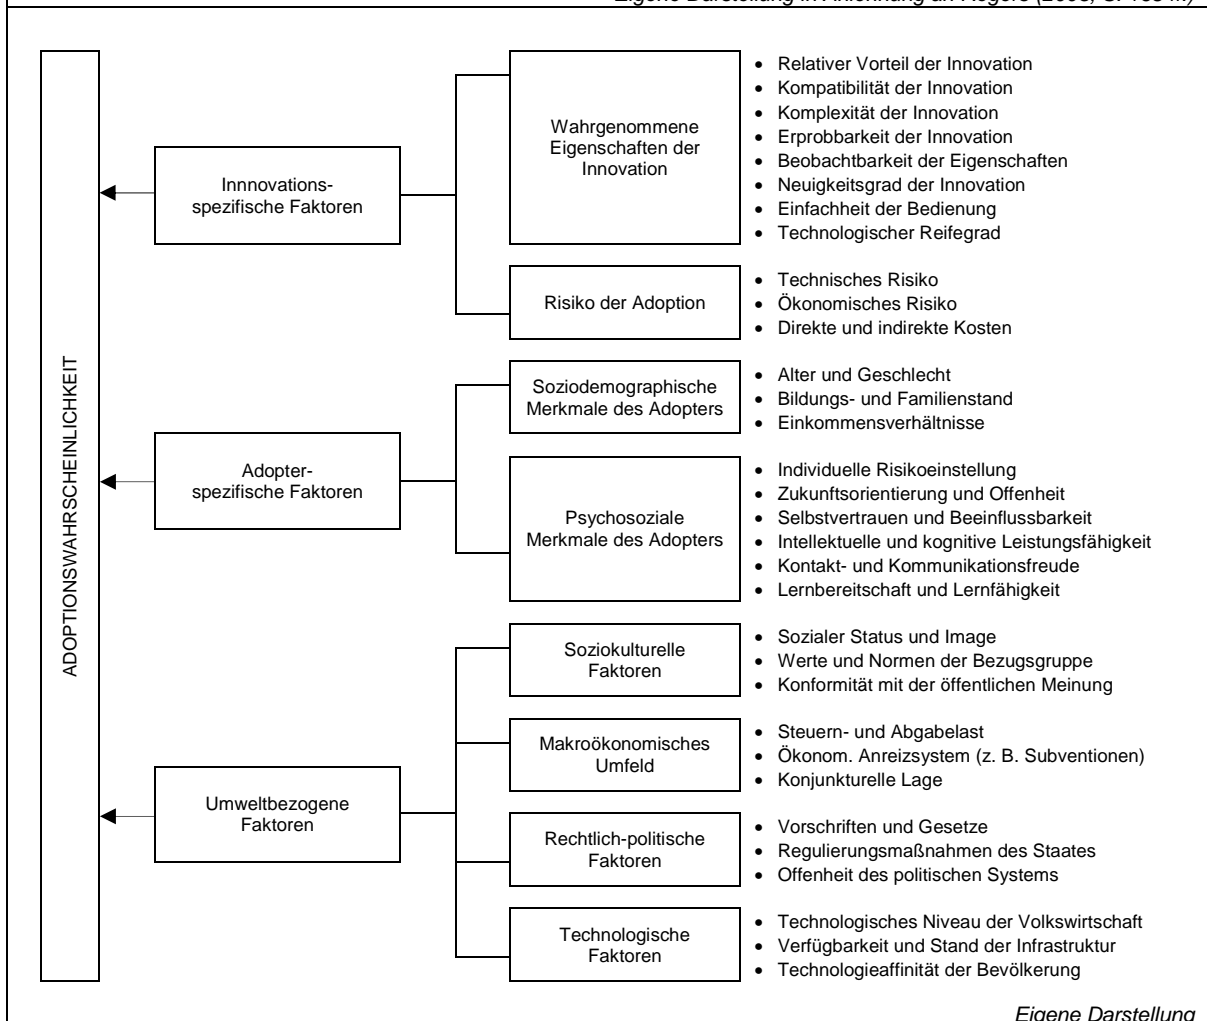 ADOPTIONSWAHRSCHEINLICHKEIT
Innnovations-
spezifische Faktoren
Wahrgenommene
Eigenschaften der
Innovation
• Relativer Vorteil der Innovation
• Kompatibilität der Innovation
• Komplexität der Innovation
• Erprobbarkeit der Innovation
• Beobachtbarkeit der Eigenschaften
• Neuigkeitsgrad der Innovation
• Einfachheit der Bedienung
• Technologischer Reifegrad
Risiko der Adoption
• Technisches Risiko
• Ökonomisches Risiko
• Direkte und indirekte Kosten
Adopter-
spezifische Faktoren
Soziodemographische
Merkmale des Adopters
• Alter und Geschlecht
• Bildungs- und Familienstand
• Einkommensverhältnisse
Psychosoziale
Merkmale des Adopters
• Individuelle Risikoeinstellung
• Zukunftsorientierung und Offenheit
• Selbstvertrauen und Beeinflussbarkeit
• Intellektuelle und kognitive Leistungsfähigkeit
• Kontakt- und Kommunikationsfreude
• Lernbereitschaft und Lernfähigkeit
Umweltbezogene
Faktoren
Soziokulturelle
Faktoren
• Sozialer Status und Image
• Werte und Normen der Bezugsgruppe
• Konformität mit der öffentlichen Meinung
Makroökonomisches
Umfeld
• Steuern- und Abgabelast
• Ökonom. Anreizsystem (z. B. Subventionen)
• Konjunkturelle Lage
Rechtlich-politische
Faktoren
• Vorschriften und Gesetze
• Regulierungsmaßnahmen des Staates
• Offenheit des politischen Systems
Technologische
Faktoren
• Technologisches Niveau der Volkswirtschaft
• Verfügbarkeit und Stand der Infrastruktur
• Technologieaffinität der Bevölkerung
Eigene Darstellung